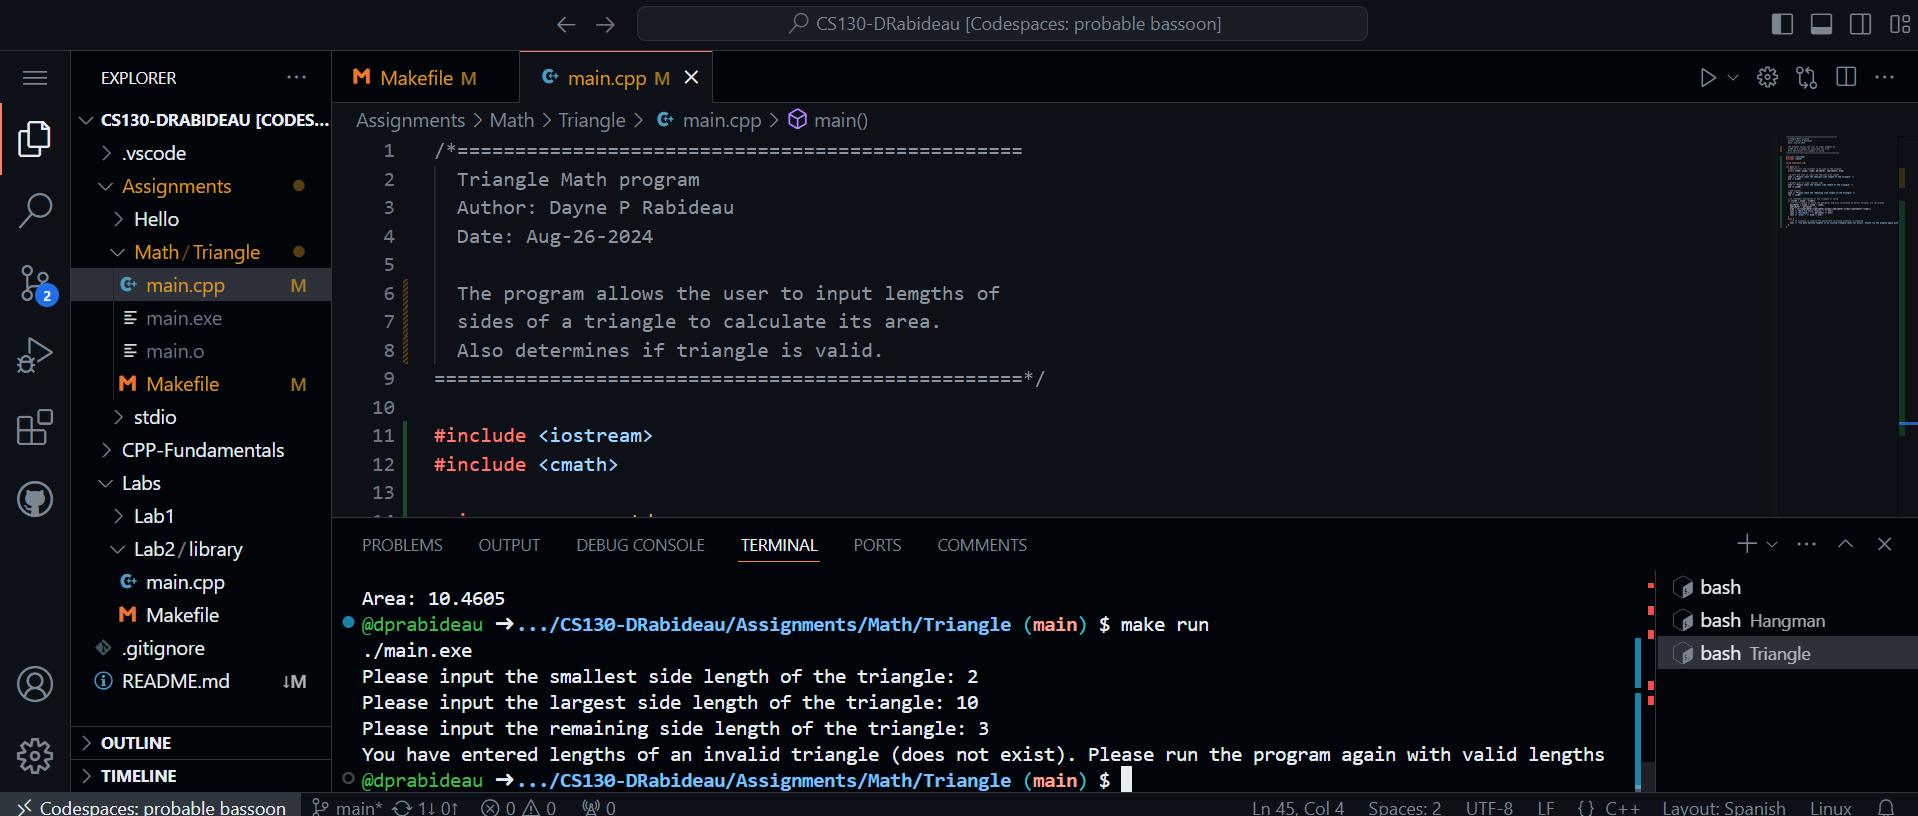 CS130-DRabideau [Codespaces: probable bassoon]
EXPLORER
CS130-DRABIDEAU [CODES...
.vscode
Assignments
Hello
Math / Triangle
main.cpp M
main.exe
main.o
Makefile M
stdio
CPP-Fundamentals
Labs
Lab1
Lab2 / library
main.cpp
Makefile
.gitignore
README.md ↓M
OUTLINE
TIMELINE
2
Makefile M
main.cpp M
Assignments > Math > Triangle > main.cpp > main()
1 /*=================================================
2 Triangle Math program
3 Author: Dayne P Rabideau
4 Date: Aug-26-2024
5
6 The program allows the user to input lemgths of
7 sides of a triangle to calculate its area.
8 Also determines if triangle is valid.
9 ===================================================*/
10
11 #include <iostream>
12 #include <cmath>
13
PROBLEMS OUTPUT DEBUG CONSOLE TERMINAL PORTS COMMENTS
Area: 10.4605
@dprabideau ➜.../CS130-DRabideau/Assignments/Math/Triangle (main) $ make run
./main.exe
Please input the smallest side length of the triangle: 2
Please input the largest side length of the triangle: 10
Please input the remaining side length of the triangle: 3
You have entered lengths of an invalid triangle (does not exist). Please run the program again with valid lengths
@dprabideau ➜.../CS130-DRabideau/Assignments/Math/Triangle (main) $
bash
bash Hangman
bash Triangle
Codespaces: probable bassoon main* 1↓ 0↑ 0 0 0 Ln 45, Col 4 Spaces: 2 UTF-8 LF {} C++ Layout: Spanish Linux